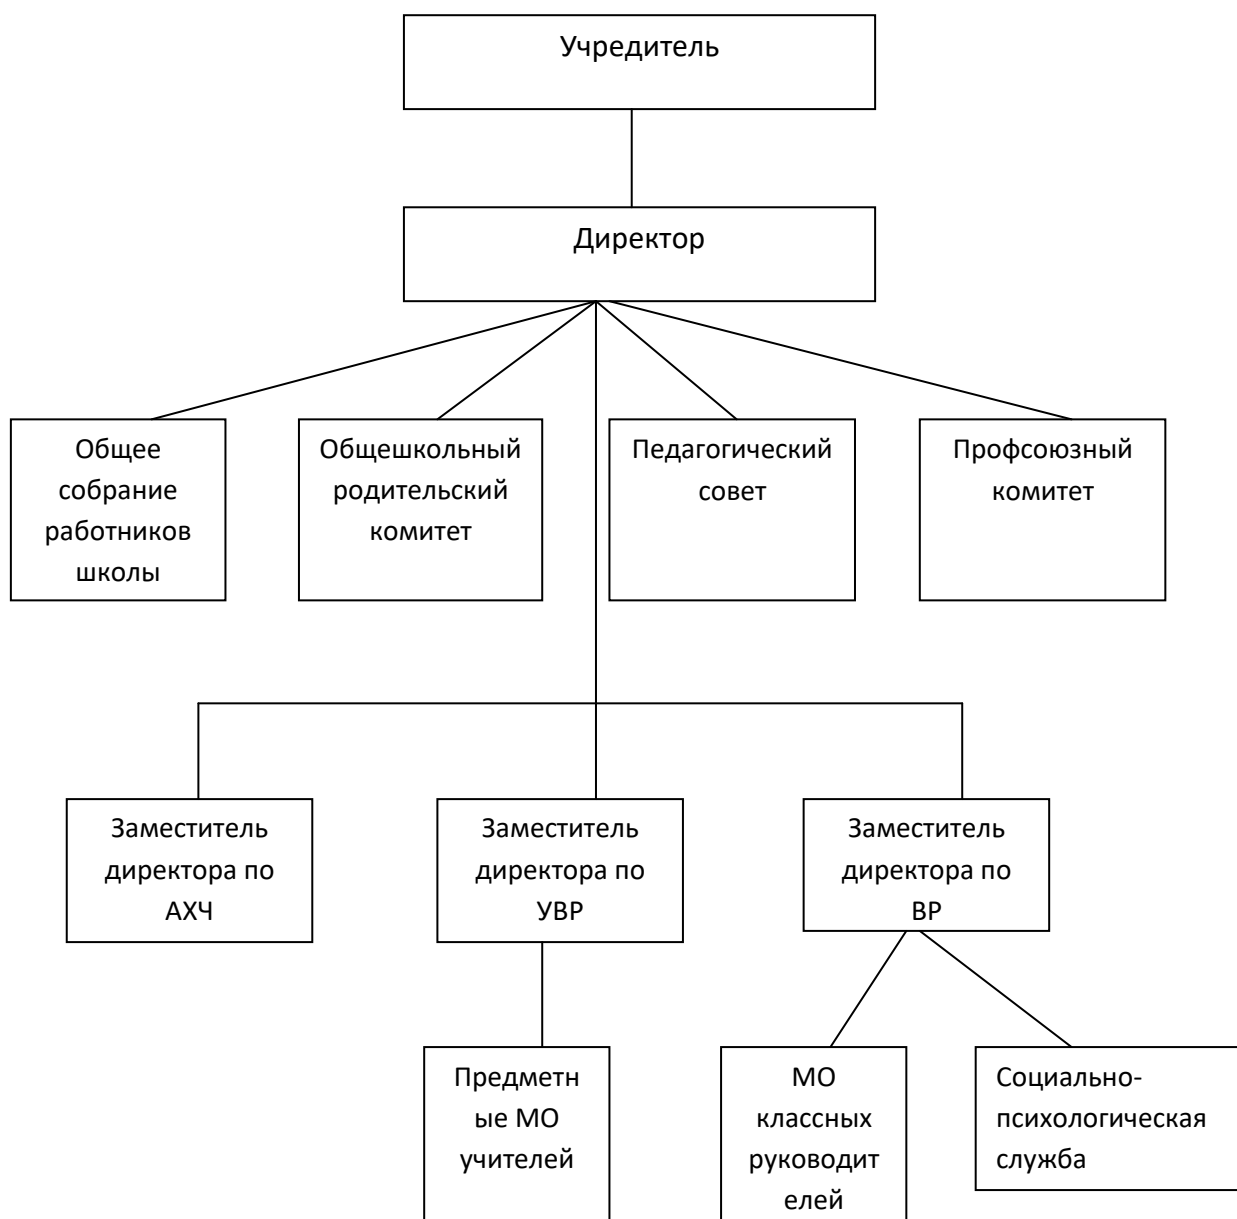 Учредитель
Директор
Общее
собрание
работников
школы
Общешкольный
родительский
комитет
Педагогический
совет
Профсоюзный
комитет
Заместитель
директора по
АХЧ
Заместитель
директора по
УВР
Заместитель
директора по
ВР
Предметн
ые МО
учителей
МО
классных
руководит
елей
Социально-
психологическая
служба